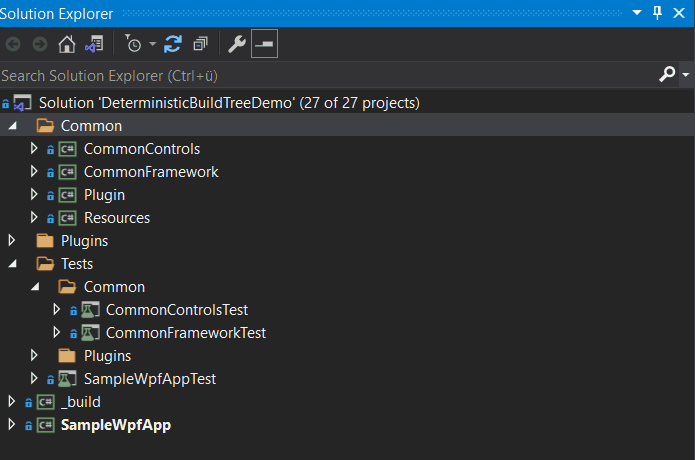 Solution Explorer
Search Solution Explorer (Ctrl+ü)
Solution 'DeterministicBuildTreeDemo' (27 of 27 projects)
Common
C# CommonControls
C# CommonFramework
C# Plugin
C# Resources
Plugins
Tests
Common
CommonControlsTest
CommonFrameworkTest
Plugins
SampleWpfAppTest
C# _build
C# SampleWpfApp